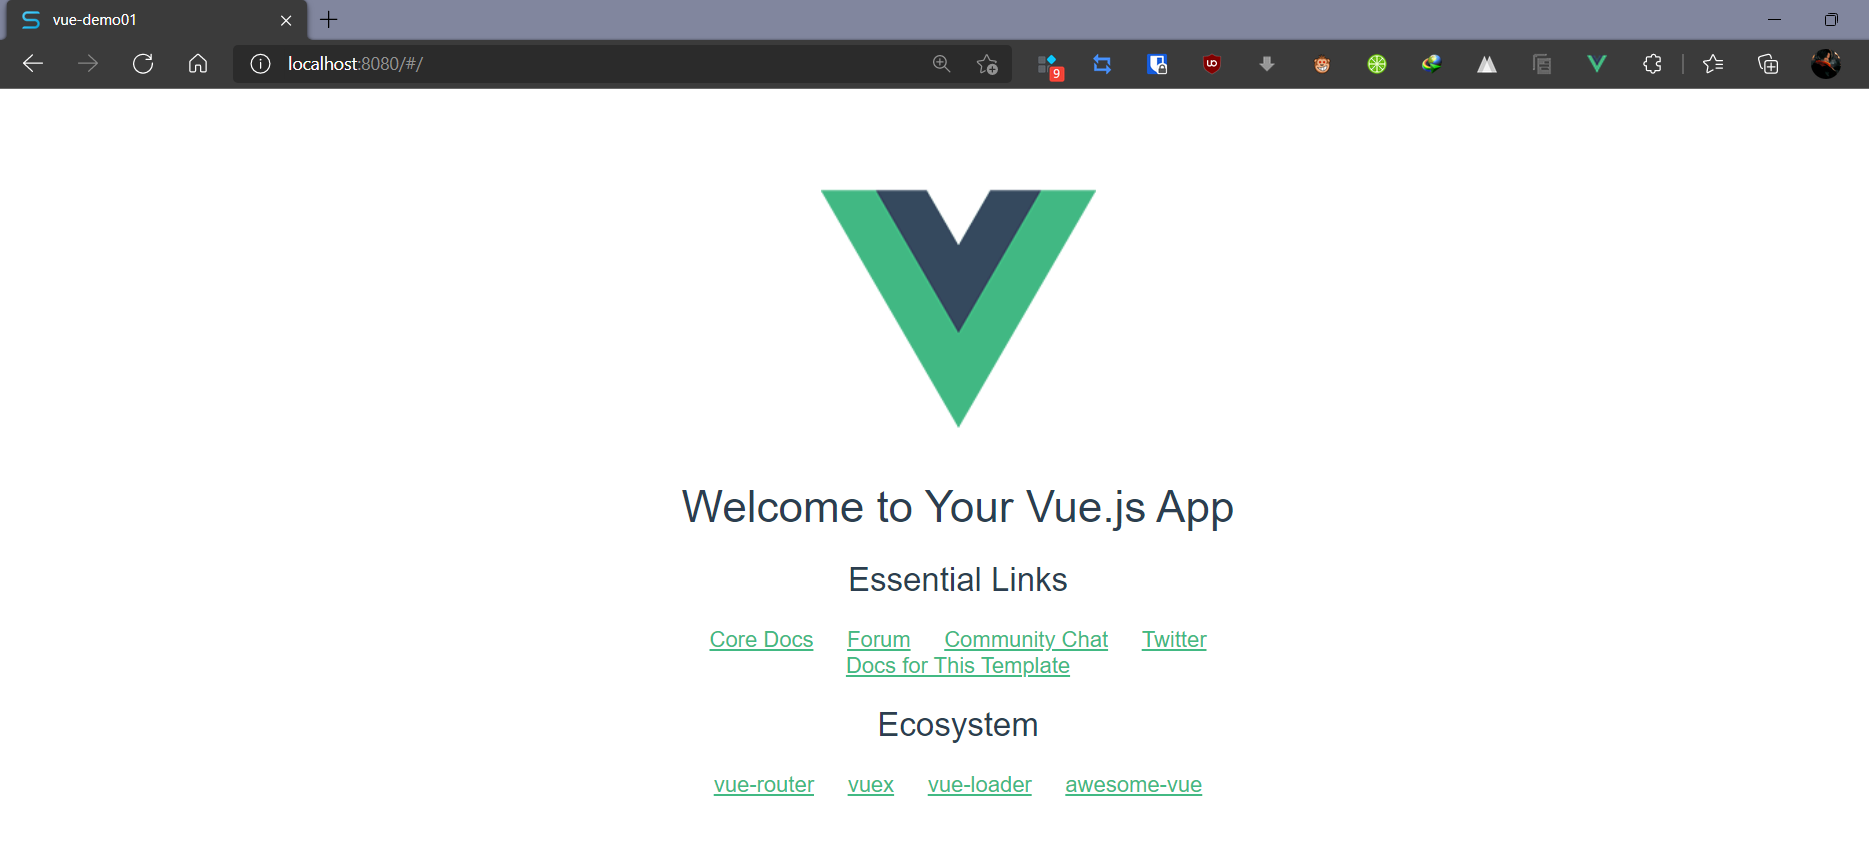 vue-demo01
localhost:8080/#/
9
Welcome to Your Vue.js App
Essential Links
Core Docs Forum Community Chat Twitter
Docs for This Template
Ecosystem
vue-router vuex vue-loader awesome-vue